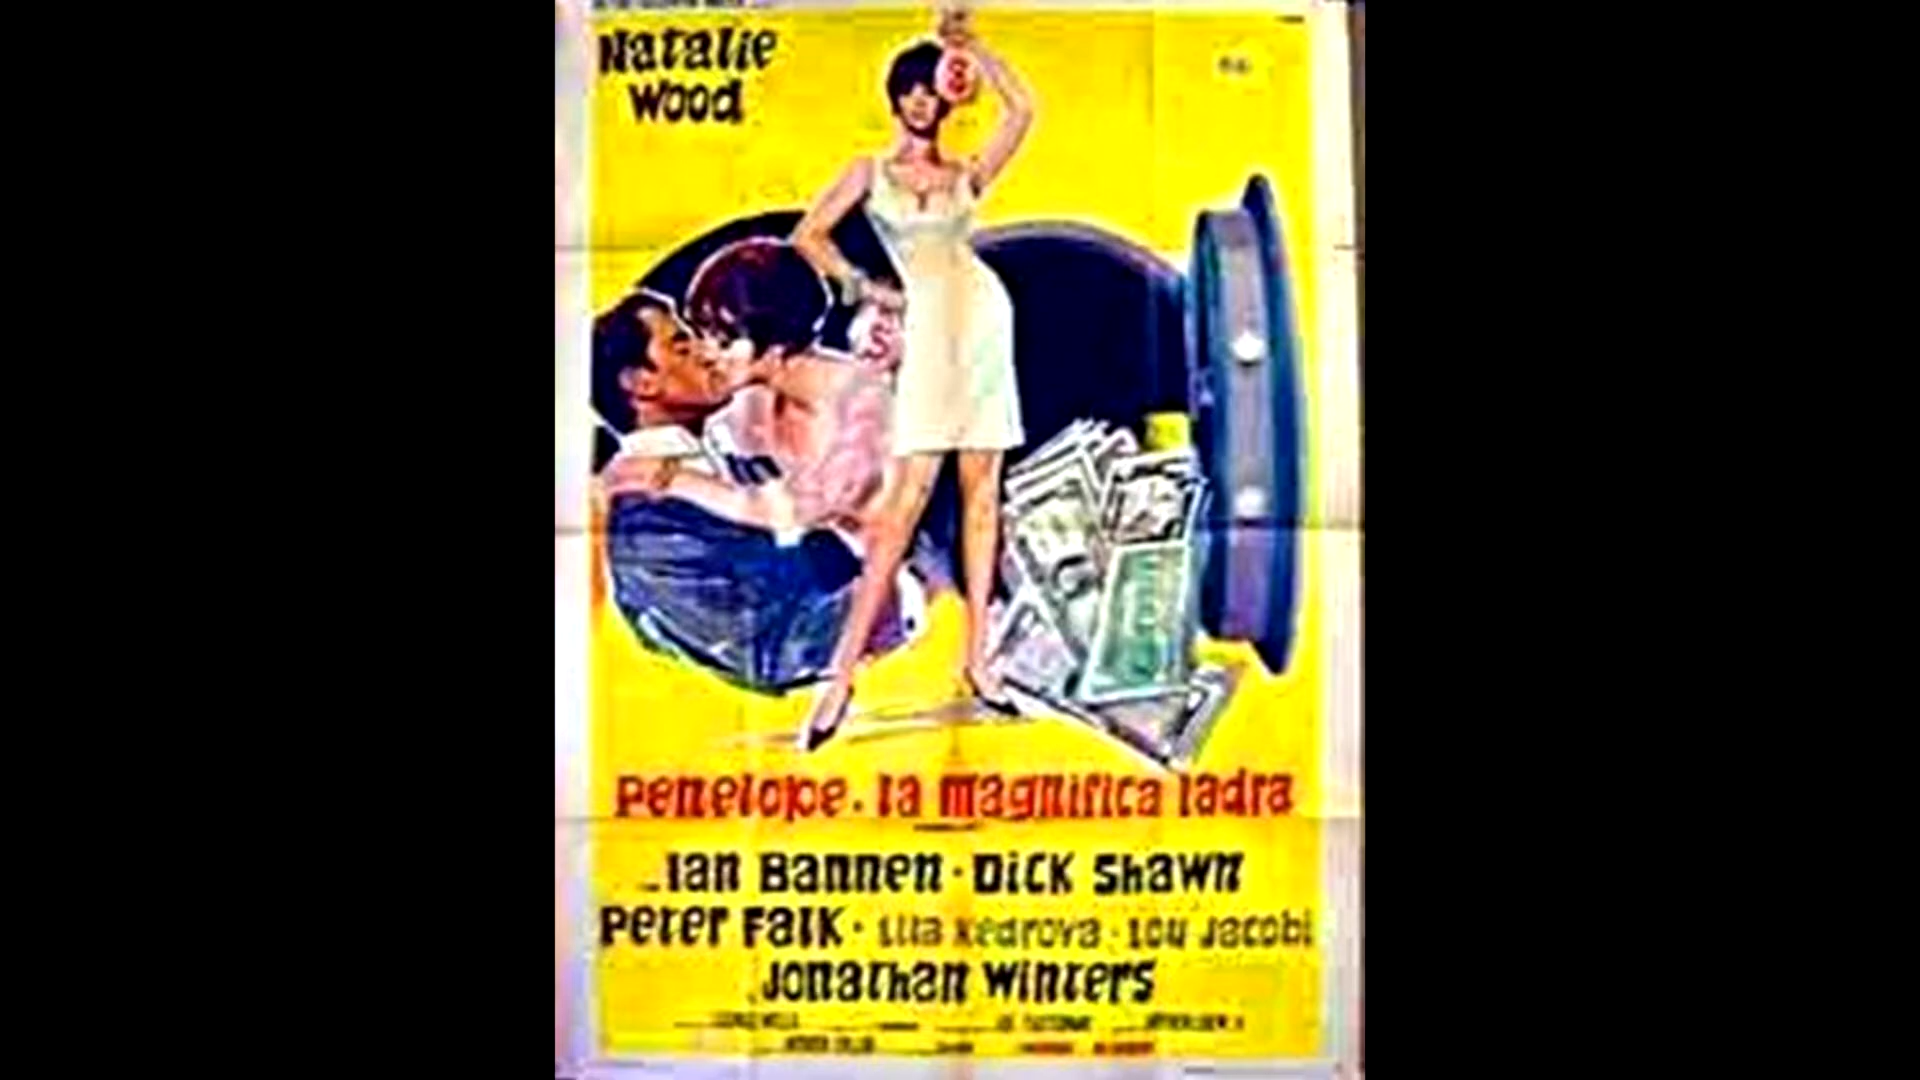 Natalie
Wood
Penelope. la magnifica ladra
Ian Bannen · Dick Shawn
Peter Falk · Lila Kedrova · Lou Jacobi
Jonathan Winters